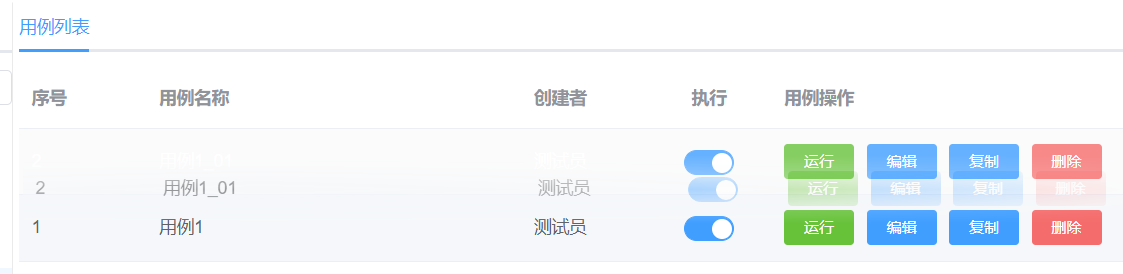 用例列表
序号 用例名称 创建者 执行 用例操作
2 用例1_01 测试员 运行 编辑 复制 删除
2 用例1_01 测试员 运行 编辑 复制 删除
1 用例1 测试员 运行 编辑 复制 删除